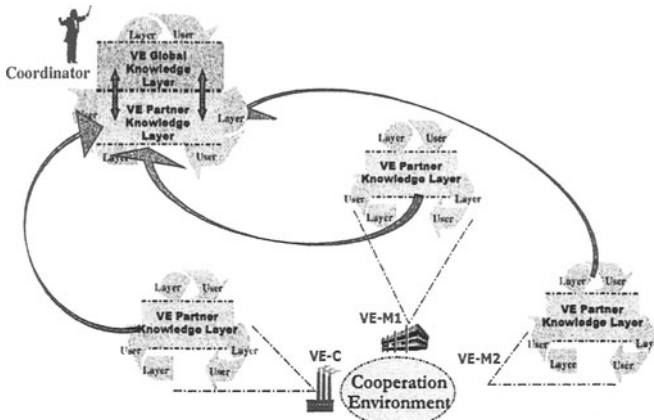 Layer User
VE Global
Knowledge
Layer
Coordinator
VE Partner
Knowledge
Layer
User Layer
Layer User
Layer User
VE Partner
Knowledge Layer
User Layer
Layer User
Layer User
VE Partner
Knowledge Layer
User Layer
Layer User
Layer User
VE Partner
Knowledge Layer
User Lay
Layer User
VE-M1
VE-C
VE-M2
Cooperation
Environment